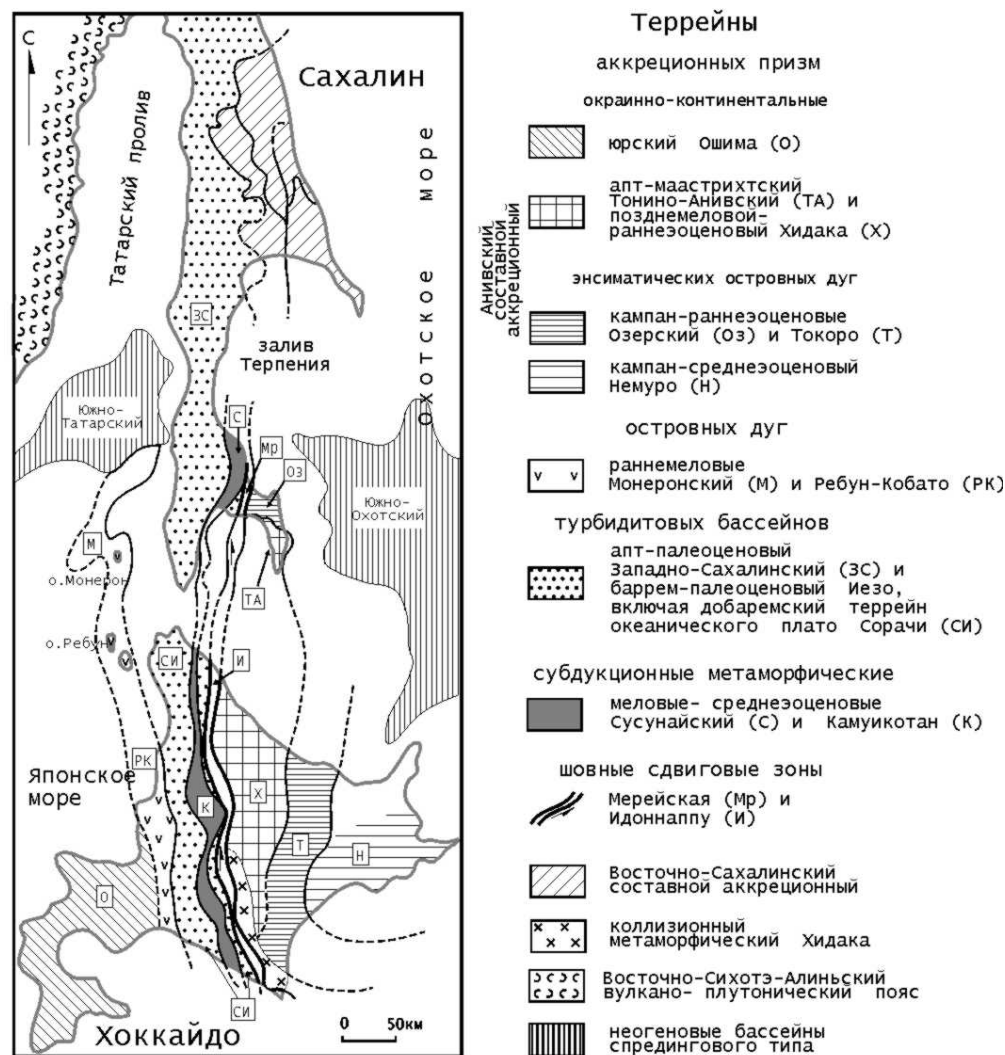 С
Сахалин
Татарский пролив
Охотское море
ЗС
залив
Терпения
Южно-
Татарский
С
Мр
Оз
Южно-
Охотский
М
о.Монерон
ТА
о.Ребун
СИ
И
РК
Японское
море
К
Х
Т
Н
О
СИ
Хоккайдо
0 50км
Террейны
аккреционных призм
окраинно-континентальные
юрский Ошима (О)
Анивский
составной
аккреционный
апт-маастрихтский
Тонино-Анивский (ТА) и
позднемеловой-
раннеэоценовый Хидака (Х)
энсиматических островных дуг
кампан-раннеэоценовые
Озерский (Оз) и Токоро (Т)
кампан-среднеэоценовый
Немуро (Н)
островных дуг
раннемеловые
Монеронский (М) и Ребун-Кобато (РК)
турбидитовых бассейнов
апт-палеоценовый
Западно-Сахалинский (ЗС) и
баррем-палеоценовый Иезо,
включая добаремский террейн
океанического плато Сорачи (СИ)
субдукционные метаморфические
меловые- среднеэоценовые
Сусунайский (С) и Камуикотан (К)
шовные сдвиговые зоны
Мерейская (Мр) и
Идоннаппу (И)
Восточно-Сахалинский
составной аккреционный
коллизионный
метаморфический Хидака
Восточно-Сихотэ-Алиньский
вулкано- плутонический пояс
неогеновые бассейны
спредингового типа